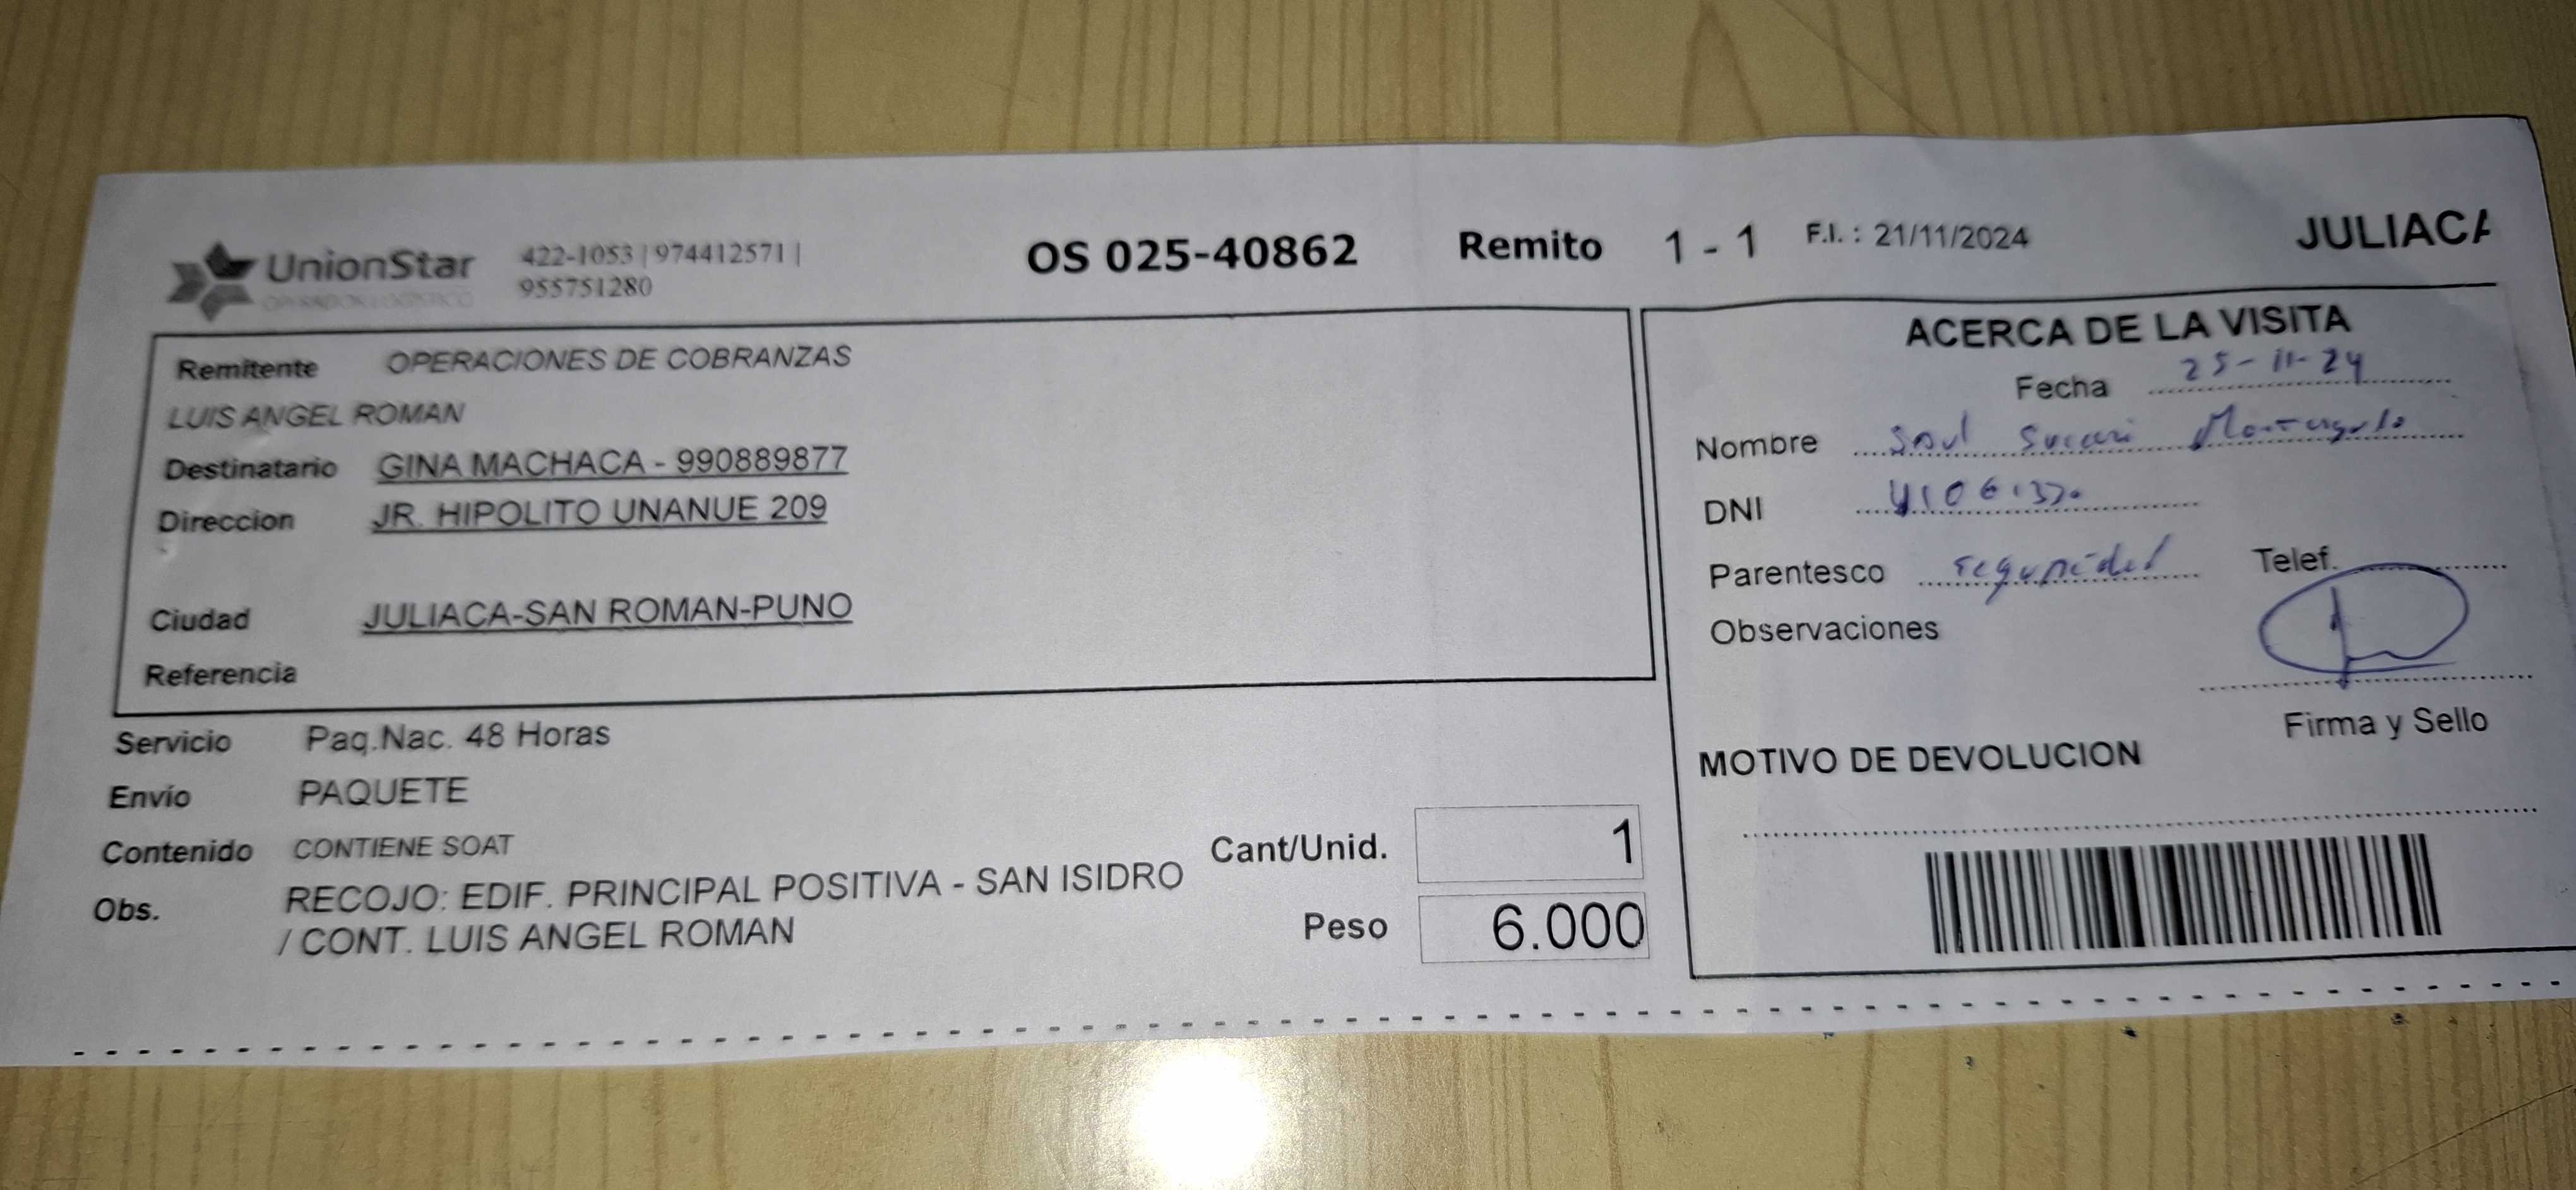 UnionStar
OPERADOR LOGISTICO
422-1053 | 974412571 |
955751280
OS 025-40862
Remito 1 - 1
F.I. : 21/11/2024
JULIACA
Remitente OPERACIONES DE COBRANZAS
LUIS ANGEL ROMAN
Destinatario GINA MACHACA - 990889877
Direccion JR. HIPOLITO UNANUE 209
Ciudad JULIACA-SAN ROMAN-PUNO
Referencia
Servicio Paq.Nac. 48 Horas
Envío PAQUETE
Contenido CONTIENE SOAT
Obs. RECOJO: EDIF. PRINCIPAL POSITIVA - SAN ISIDRO
/ CONT. LUIS ANGEL ROMAN
Cant/Unid. 1
Peso 6.000
ACERCA DE LA VISITA
Fecha 25-11-24
Nombre Saul
DNI
Parentesco seguridad
Telef.
Observaciones
Firma y Sello
MOTIVO DE DEVOLUCION